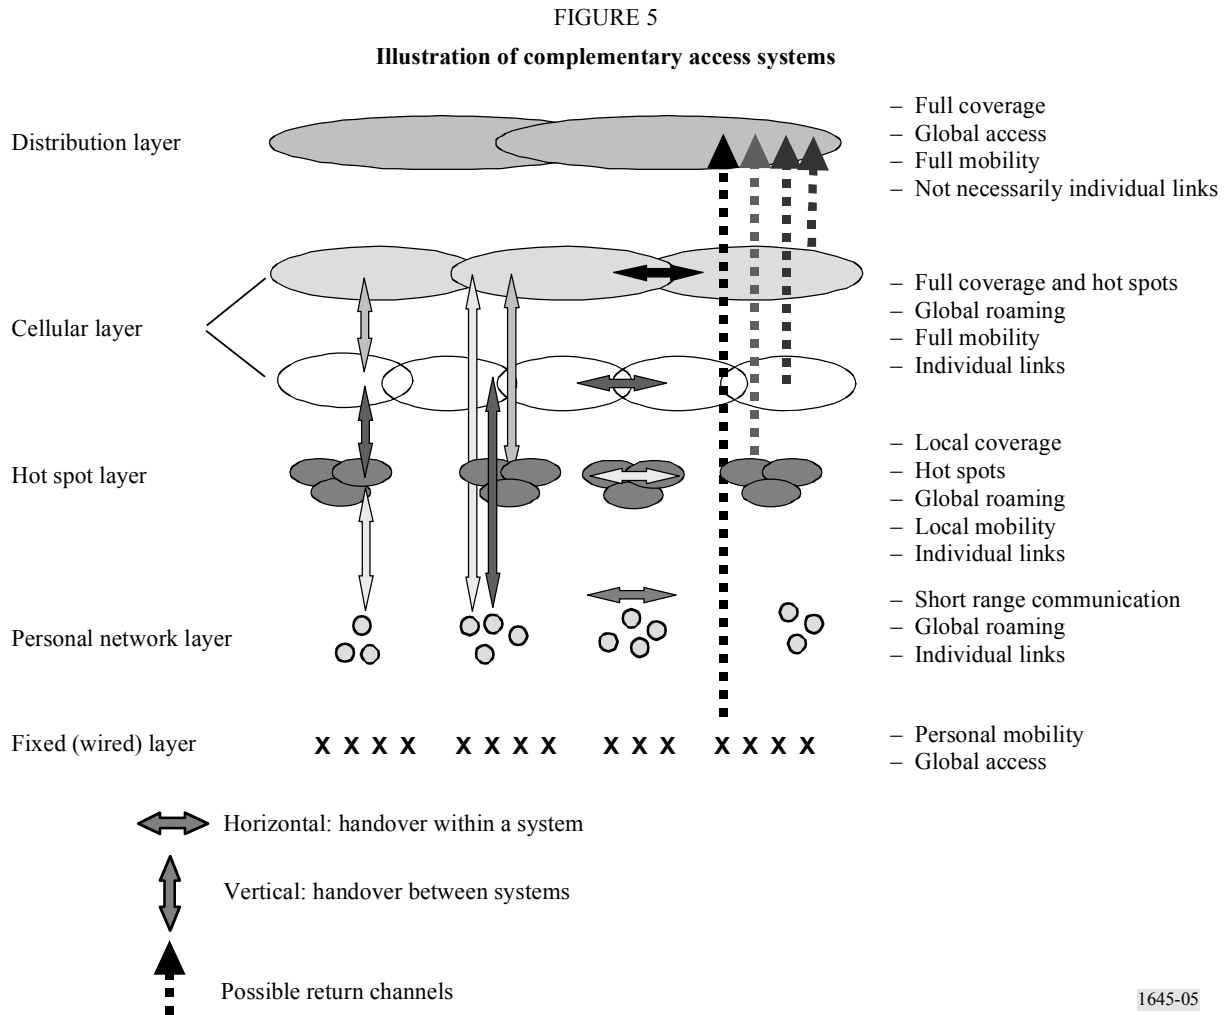 FIGURE 5
Illustration of complementary access systems
Distribution layer
– Full coverage
– Global access
– Full mobility
– Not necessarily individual links
Cellular layer
– Full coverage and hot spots
– Global roaming
– Full mobility
– Individual links
Hot spot layer
– Local coverage
– Hot spots
– Global roaming
– Local mobility
– Individual links
Personal network layer
– Short range communication
– Global roaming
– Individual links
Fixed (wired) layer
X X X X X X X X X X X X X X X
– Personal mobility
– Global access
Horizontal: handover within a system
Vertical: handover between systems
Possible return channels
1645-05